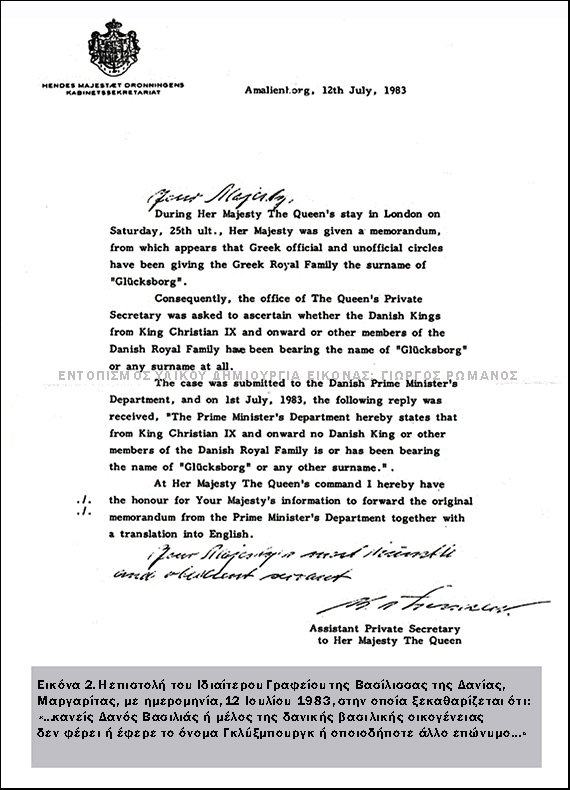 HENDES MAJESTÆT DRONNINGENS
KABINETSSEKRETARIAT
Amalienborg, 12th July, 1983
Your Majesty,
During Her Majesty The Queen's stay in London on
Saturday, 25th ult., Her Majesty was given a memorandum,
from which appears that Greek official and unofficial circles
have been giving the Greek Royal Family the surname of
"Glücksborg".
Consequently, the office of The Queen's Private
Secretary was asked to ascertain whether the Danish Kings
from King Christian IX and onward or other members of the
Danish Royal Family have been bearing the name of "Glücksborg"
or any surname at all.
ΕΝΤΟΠΙΣΜΟΣ ΥΛΙΚΟΥ ΔΗΜΙΟΥΡΓΙΑ ΕΙΚΟΝΑΣ: ΓΙΩΡΓΟΣ ΡΩΜΑΝΟΣ
The case was submitted to the Danish Prime Minister's
Department, and on 1st July, 1983, the following reply was
received, "The Prime Minister's Department hereby states that
from King Christian IX and onward no Danish King or other
members of the Danish Royal Family is or has been bearing
the name of "Glücksborg" or any other surname.".
At Her Majesty The Queen's command I hereby have
./. the honour for Your Majesty's information to forward the original
./. memorandum from the Prime Minister's Department together with
a translation into English.
Your Majesty's most humble
and obedient servant
Assistant Private Secretary
to Her Majesty The Queen
Εικόνα 2. Η επιστολή του Ιδιαίτερου Γραφείου της Βασίλισσας της Δανίας,
Μαργαρίτας, με ημερομηνία, 12 Ιουλίου 1983, στην οποία ξεκαθαρίζεται ότι:
«...κανείς Δανός Βασιλιάς ή μέλος της δανικής βασιλικής οικογένειας
δεν φέρει ή έφερε το όνομα Γκλύξμπουργκ ή οποιοδήποτε άλλο επώνυμο...»